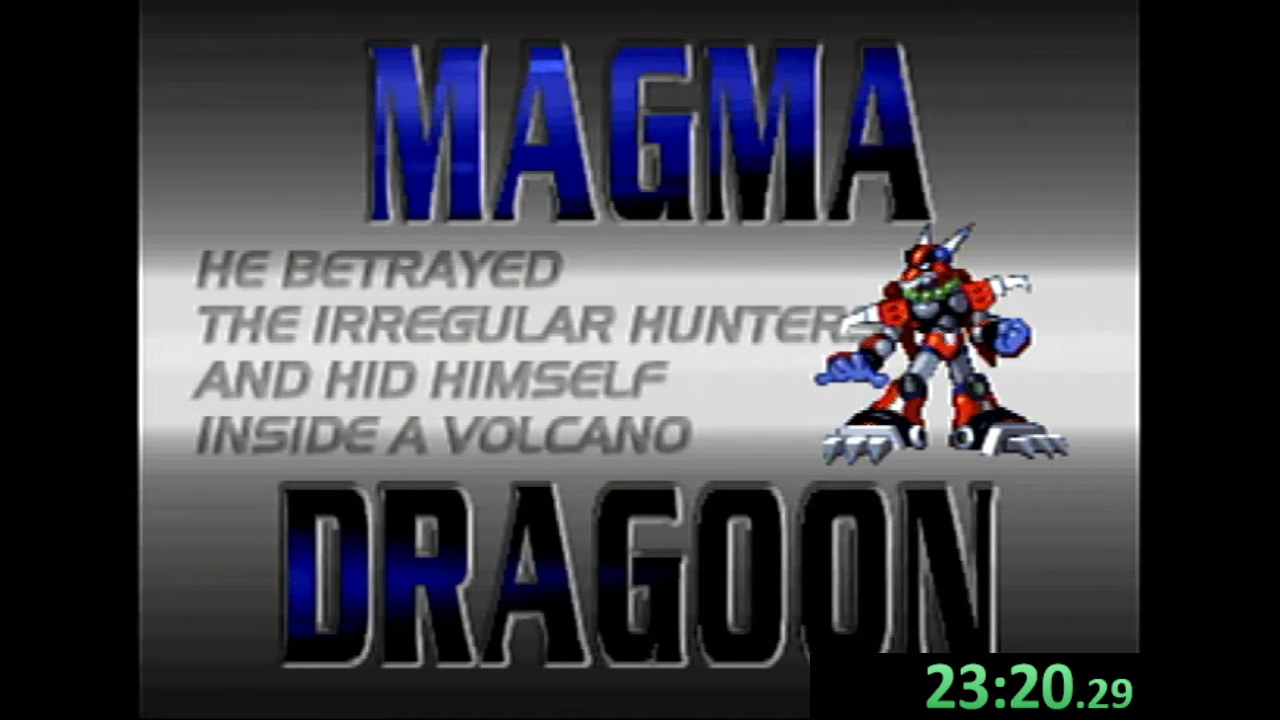 MAGMA
HE BETRAYED
THE IRREGULAR HUNTERS
AND HID HIMSELF
INSIDE A VOLCANO
DRAGOON
23:20.29